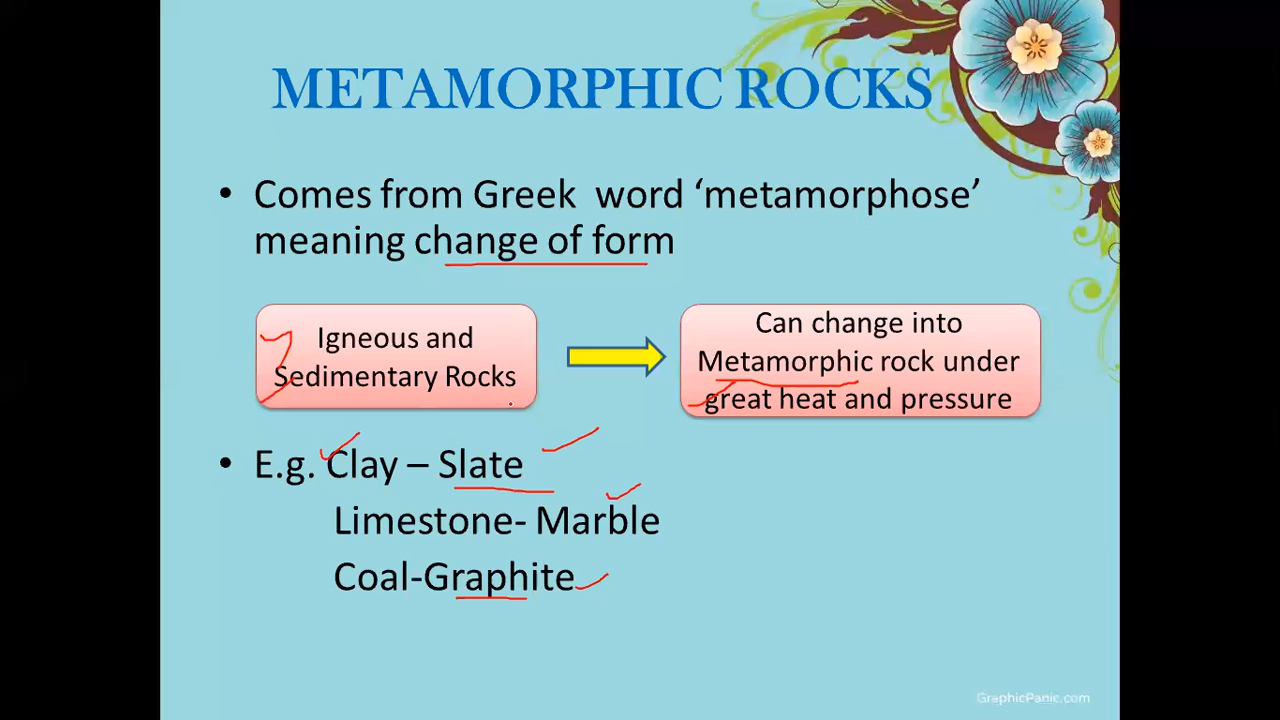 METAMORPHIC ROCKS
• Comes from Greek word ‘metamorphose’
meaning change of form
Igneous and
Sedimentary Rocks
Can change into
Metamorphic rock under
great heat and pressure
• E.g. Clay – Slate
Limestone- Marble
Coal-Graphite
GraphicPanic.com